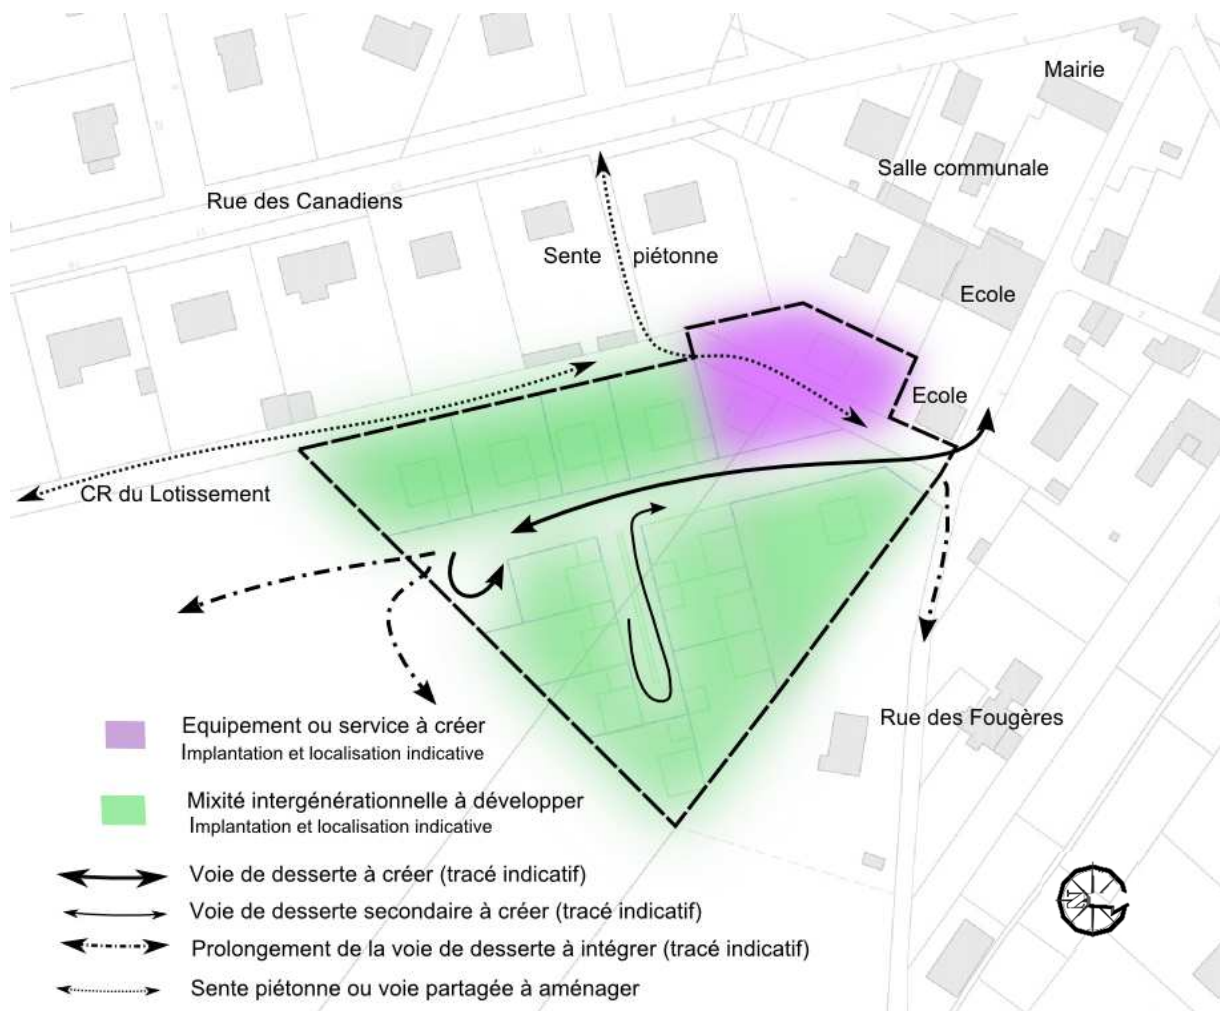 Mairie
Salle communale
Rue des Canadiens
Sente piétonne
Ecole
Ecole
CR du Lotissement
Rue des Fougères
Equipement ou service à créer
Implantation et localisation indicative
Mixité intergénérationnelle à développer
Implantation et localisation indicative
Voie de desserte à créer (tracé indicatif)
Voie de desserte secondaire à créer (tracé indicatif)
Prolongement de la voie de desserte à intégrer (tracé indicatif)
Sente piétonne ou voie partagée à aménager
N